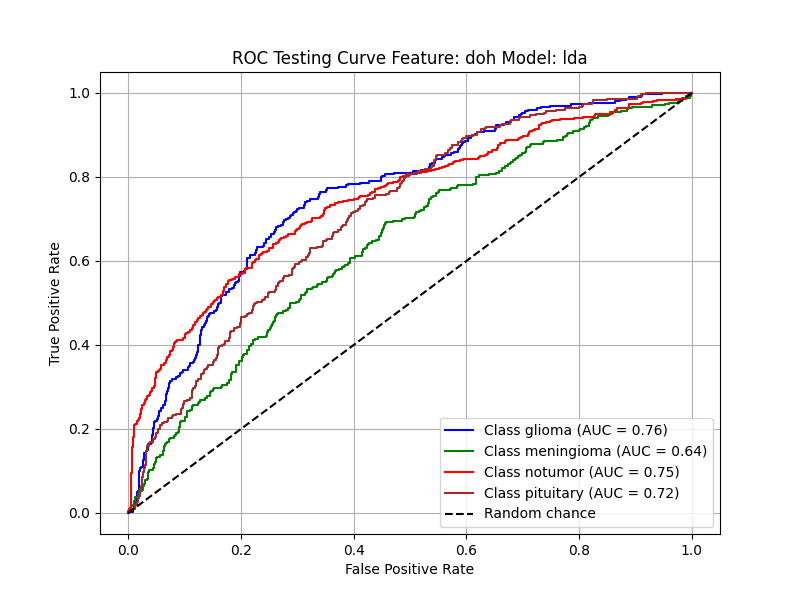 ROC Testing Curve Feature: doh Model: lda
True Positive Rate
1.0
0.8
0.6
0.4
0.2
0.0
Class glioma (AUC = 0.76)
Class meningioma (AUC = 0.64)
Class notumor (AUC = 0.75)
Class pituitary (AUC = 0.72)
Random chance
0.0 0.2 0.4 0.6 0.8 1.0
False Positive Rate